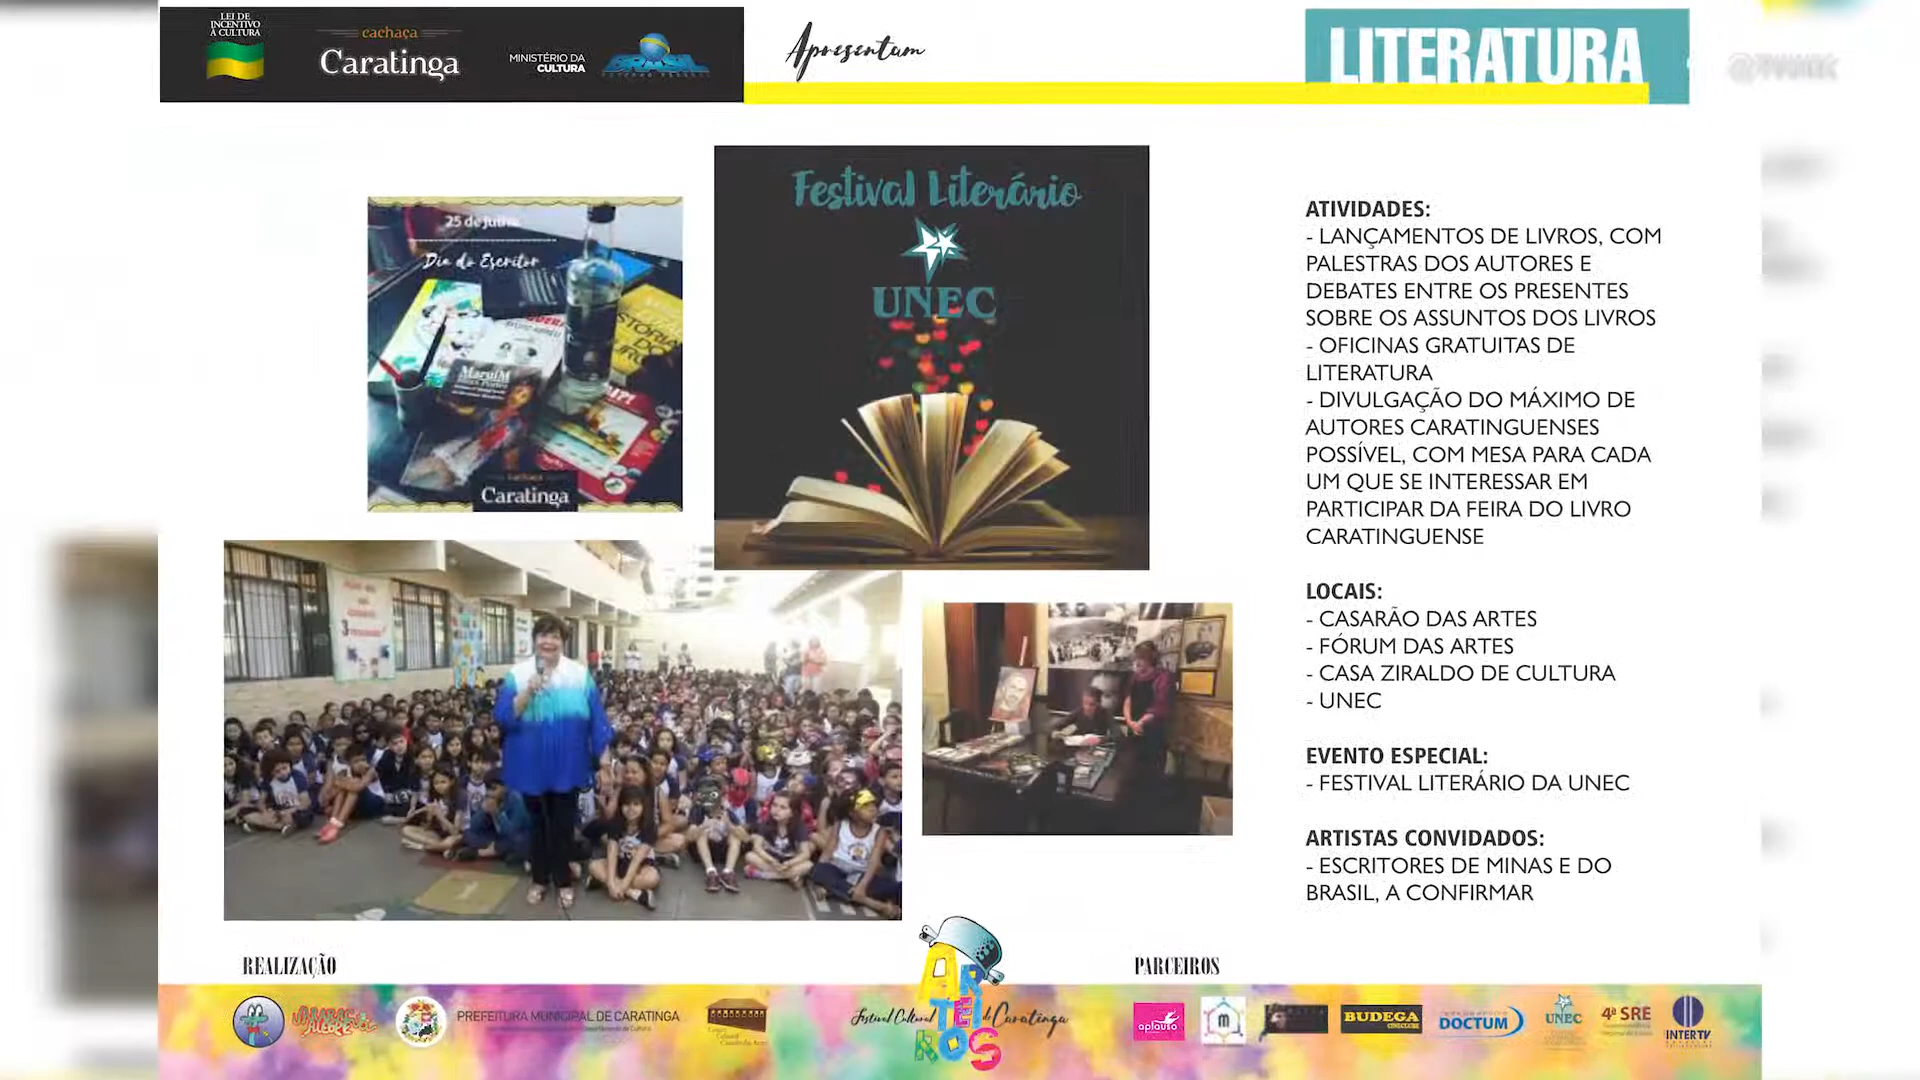 LEI DE
INCENTIVO
À CULTURA
cachaça
Caratinga
MINISTÉRIO DA
CULTURA
BRASIL
Apresentam
LITERATURA
25 de Julho
Dia do Escritor
MaruiM
cachaça
Caratinga
Festival Literário
UNEC
ATIVIDADES:
- LANÇAMENTOS DE LIVROS, COM
PALESTRAS DOS AUTORES E
DEBATES ENTRE OS PRESENTES
SOBRE OS ASSUNTOS DOS LIVROS
- OFICINAS GRATUITAS DE
LITERATURA
- DIVULGAÇÃO DO MÁXIMO DE
AUTORES CARATINGUENSES
POSSÍVEL, COM MESA PARA CADA
UM QUE SE INTERESSAR EM
PARTICIPAR DA FEIRA DO LIVRO
CARATINGUENSE
LOCAIS:
- CASARÃO DAS ARTES
- FÓRUM DAS ARTES
- CASA ZIRALDO DE CULTURA
- UNEC
EVENTO ESPECIAL:
- FESTIVAL LITERÁRIO DA UNEC
ARTISTAS CONVIDADOS:
- ESCRITORES DE MINAS E DO
BRASIL, A CONFIRMAR
REALIZAÇÃO
PREFEITURA MUNICIPAL DE CARATINGA
Festival Cultural
ARTEIROS
de Caratinga
PARCEIROS
aplauso
m
BUDEGA
DOCTUM
UNEC
4ª SRE
INTERTV